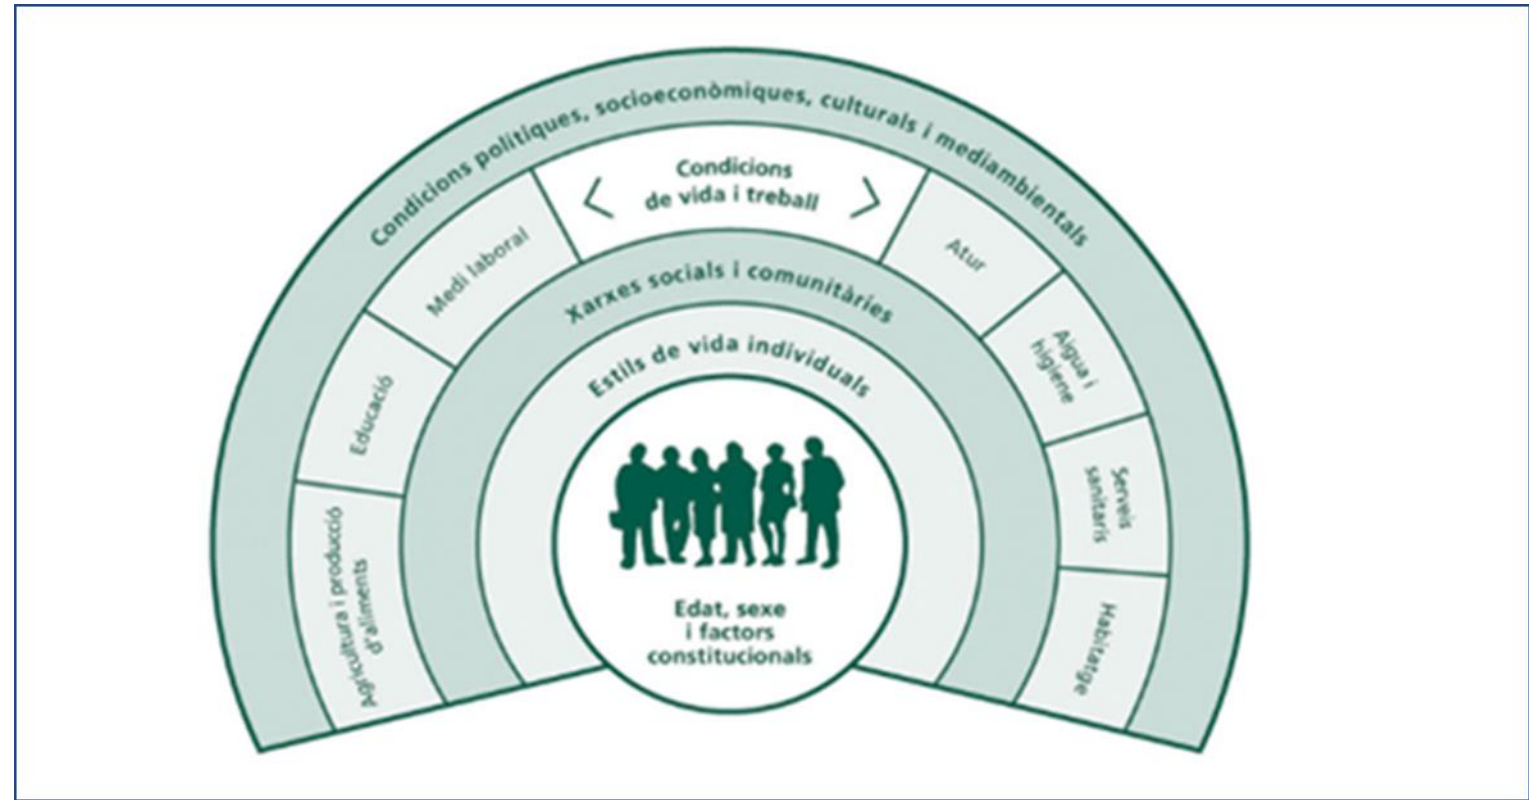 Condicions polítiques, socioeconòmiques, culturals i mediambientals
Condicions
de vida i treball
Medi laboral
Educació
Agricultura i producció
d'aliments
Atur
Aigua i
higiene
Serveis
sanitaris
Habitatge
Xarxes socials i comunitàries
Estils de vida individuals
Edat, sexe
i factors
constitucionals